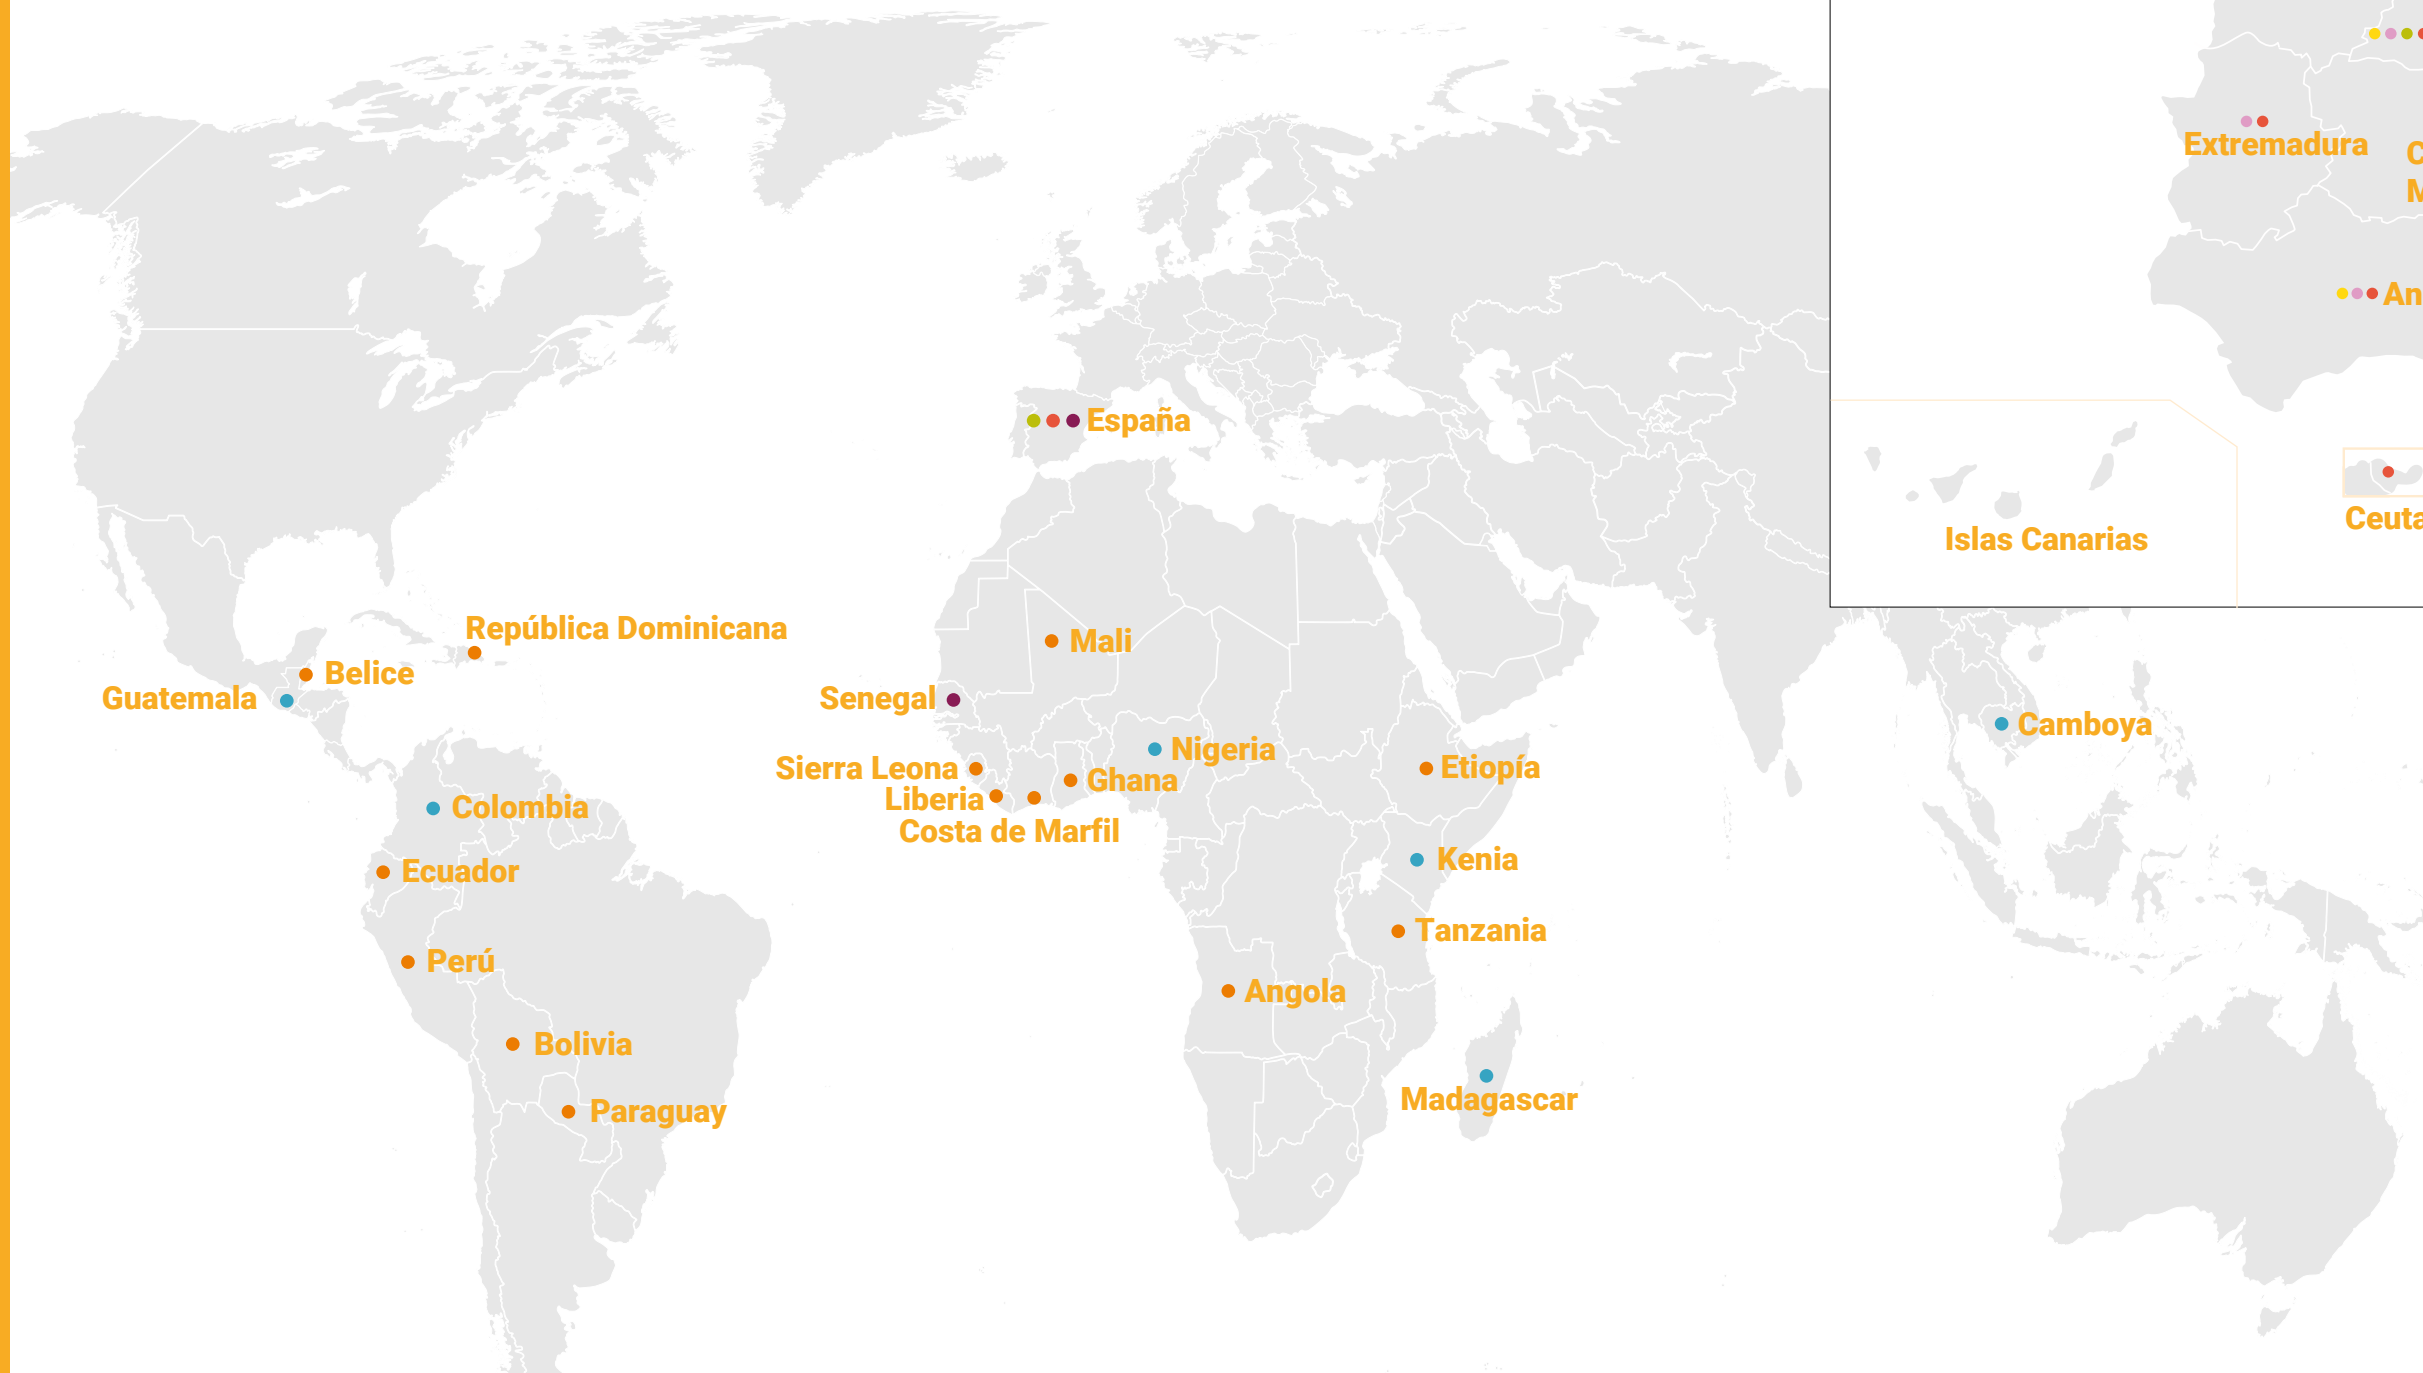 Extremadura
España
Islas Canarias
República Dominicana
Mali
Belice
Guatemala
Senegal
Camboya
Nigeria
Sierra Leona
Etiopía
Ghana
Liberia
Colombia
Costa de Marfil
Kenia
Ecuador
Tanzania
Perú
Angola
Bolivia
Madagascar
Paraguay